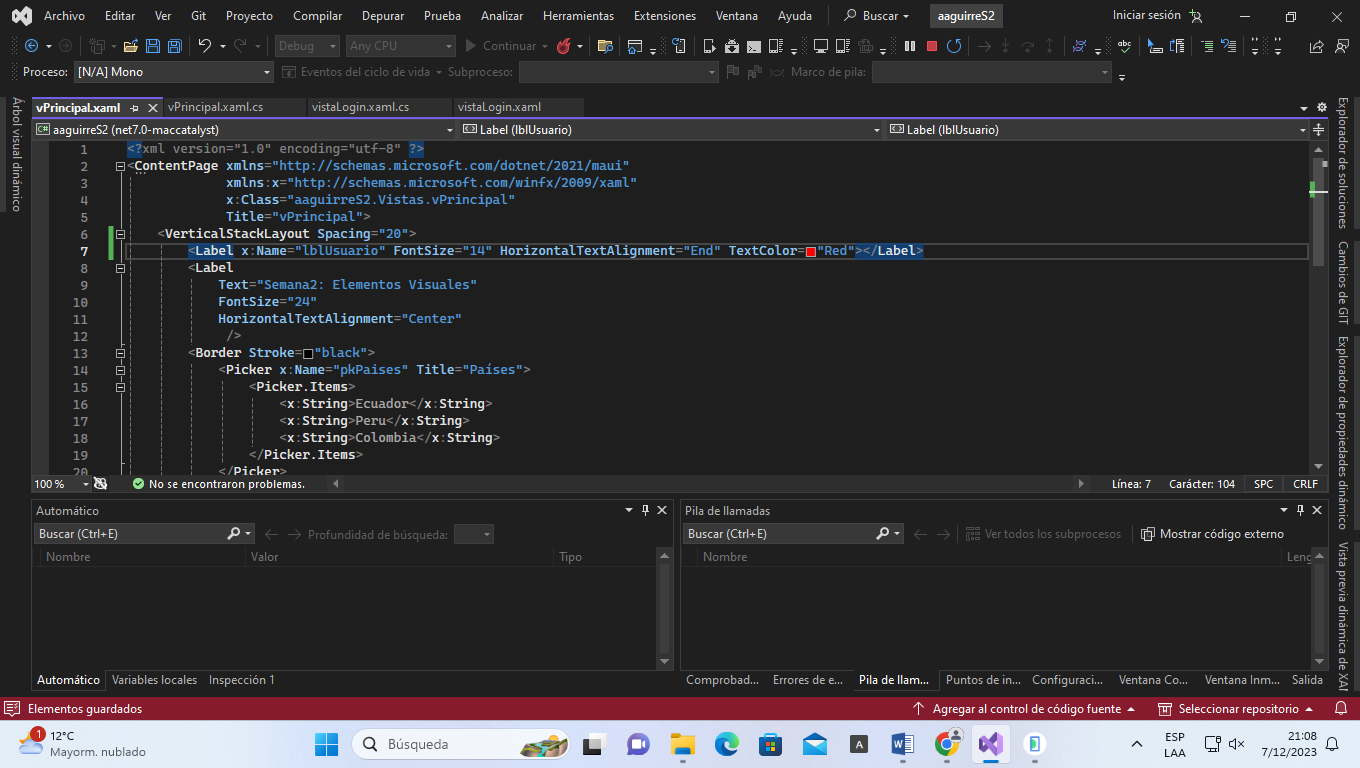 Archivo Editar Ver Git Proyecto Compilar Depurar Prueba Analizar Herramientas Extensiones Ventana Ayuda Buscar aaguirreS2 Iniciar sesión
Debug Any CPU Continuar
Proceso: [N/A] Mono Eventos del ciclo de vida Subproceso: Marco de pila:
vPrincipal.xaml vPrincipal.xaml.cs vistaLogin.xaml.cs vistaLogin.xaml
aaguirreS2 (net7.0-maccatalyst) Label (lblUsuario) Label (lblUsuario)
Árbol visual dinámico
1 <?xml version="1.0" encoding="utf-8" ?>
2 <ContentPage xmlns="http://schemas.microsoft.com/dotnet/2021/maui"
3 xmlns:x="http://schemas.microsoft.com/winfx/2009/xaml"
4 x:Class="aaguirreS2.Vistas.vPrincipal"
5 Title="vPrincipal">
6 <VerticalStackLayout Spacing="20">
7 <Label x:Name="lblUsuario" FontSize="14" HorizontalTextAlignment="End" TextColor="Red"></Label>
8 <Label
9 Text="Semana2: Elementos Visuales"
10 FontSize="24"
11 HorizontalTextAlignment="Center"
12 />
13 <Border Stroke="black">
14 <Picker x:Name="pkPaises" Title="Países">
15 <Picker.Items>
16 <x:String>Ecuador</x:String>
17 <x:String>Peru</x:String>
18 <x:String>Colombia</x:String>
19 </Picker.Items>
20 </Picker>
100 % No se encontraron problemas. Línea: 7 Carácter: 104 SPC CRLF
Explorador de soluciones
Cambios de GIT
Explorador de propiedades dinámico
Vista previa dinámica de XAI
Automático
Buscar (Ctrl+E) Profundidad de búsqueda:
Nombre Valor Tipo
Automático Variables locales Inspección 1
Pila de llamadas
Buscar (Ctrl+E) Ver todos los subprocesos Mostrar código externo
Nombre Leng
Comprobad... Errores de e... Pila de llam... Puntos de in... Configuraci... Ventana Co... Ventana Inm... Salida
Elementos guardados Agregar al control de código fuente Seleccionar repositorio
1 12°C
Mayorm. nublado
Búsqueda
A
ESP
LAA
21:08
7/12/2023